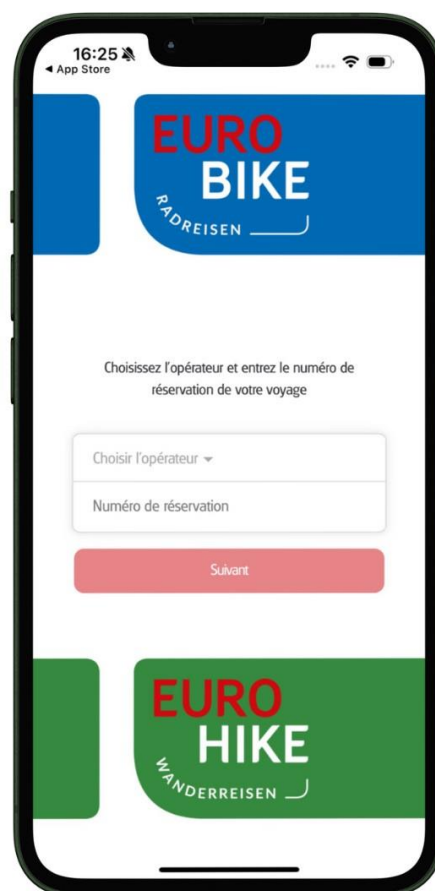 16:25
◀ App Store
EURO
BIKE
RADREISEN
Choisissez l'opérateur et entrez le numéro de
réservation de votre voyage
Choisir l'opérateur
Numéro de réservation
Suivant
EURO
HIKE
WANDERREISEN